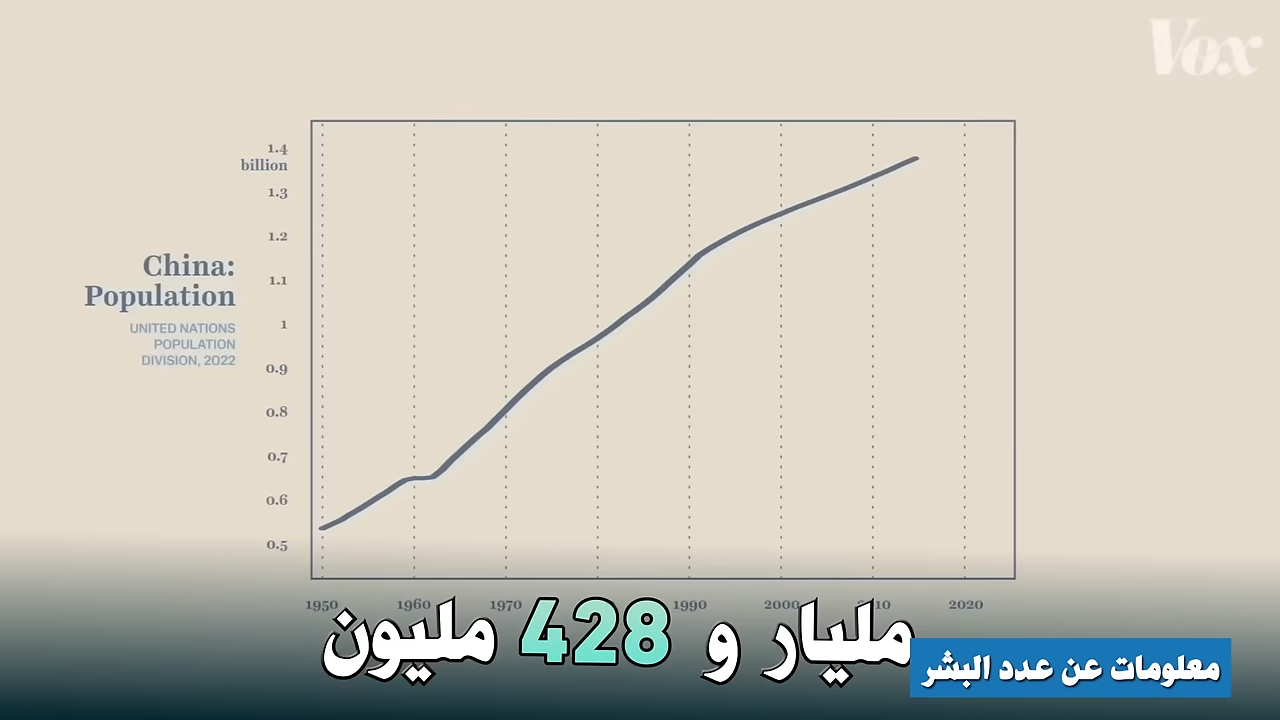 Vox
1.4
billion
1.3
1.2
1.1
1
0.9
0.8
0.7
0.6
0.5
China:
Population
UNITED NATIONS
POPULATION
DIVISION, 2022
1950 1960 1970 1990 2000 2020
مليار و 428 مليون
معلومات عن عدد البشر